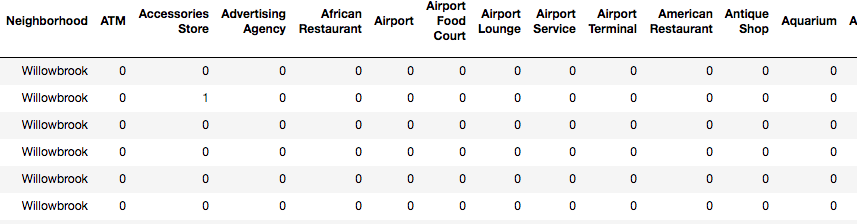 Neighborhood ATM Accessories Store Advertising Agency African Restaurant Airport Airport Food Court Airport Lounge Airport Service Airport Terminal American Restaurant Antique Shop Aquarium A
Willowbrook 0 0 0 0 0 0 0 0 0 0 0 0
Willowbrook 0 1 0 0 0 0 0 0 0 0 0 0
Willowbrook 0 0 0 0 0 0 0 0 0 0 0 0
Willowbrook 0 0 0 0 0 0 0 0 0 0 0 0
Willowbrook 0 0 0 0 0 0 0 0 0 0 0 0
Willowbrook 0 0 0 0 0 0 0 0 0 0 0 0